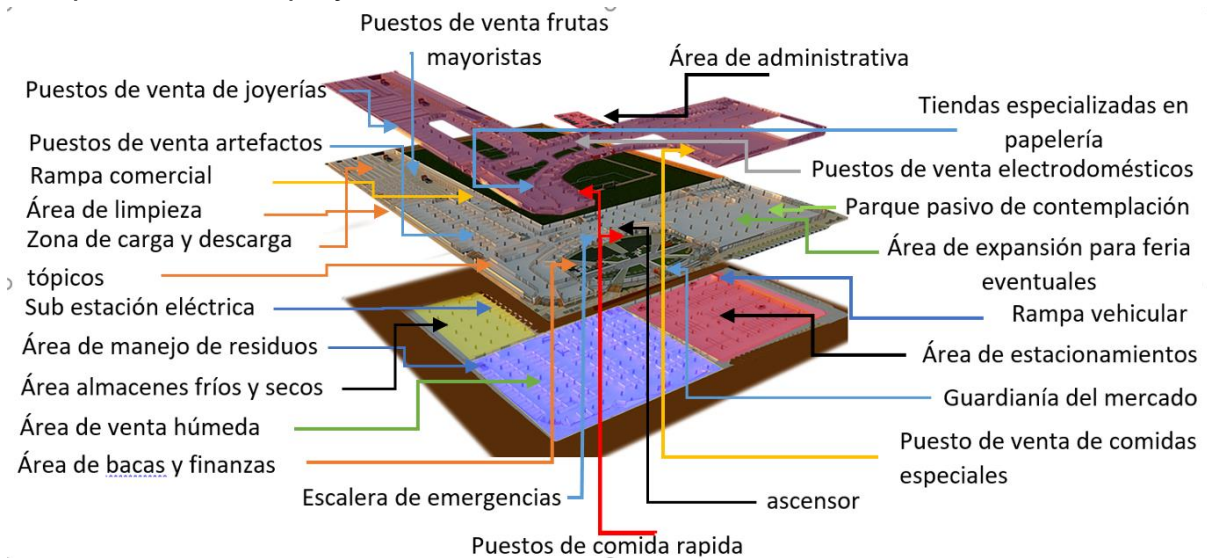 Puestos de venta frutas
mayoristas
Área de administrativa
Puestos de venta de joyerías
Tiendas especializadas en
papelería
Puestos de venta artefactos
Puestos de venta electrodomésticos
Rampa comercial
Área de limpieza
Parque pasivo de contemplación
Zona de carga y descarga
Área de expansión para feria
eventuales
tópicos
Sub estación eléctrica
Rampa vehicular
Área de manejo de residuos
Área de estacionamientos
Área almacenes fríos y secos
Guardianía del mercado
Área de venta húmeda
Puesto de venta de comidas
especiales
Área de bacas y finanzas
Escalera de emergencias
ascensor
Puestos de comida rapida